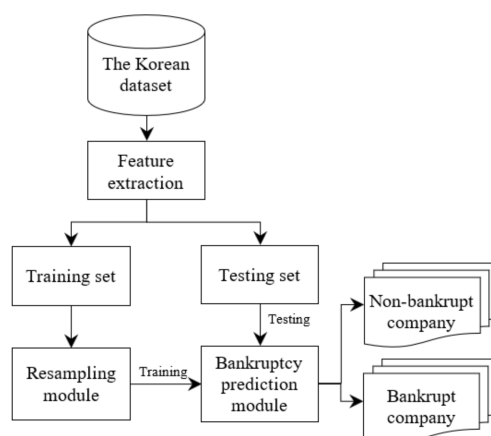 The Korean
dataset
Feature
extraction
Training set
Testing set
Testing
Non-bankrupt
company
Resampling
module
Training
Bankruptcy
prediction
module
Bankrupt
company